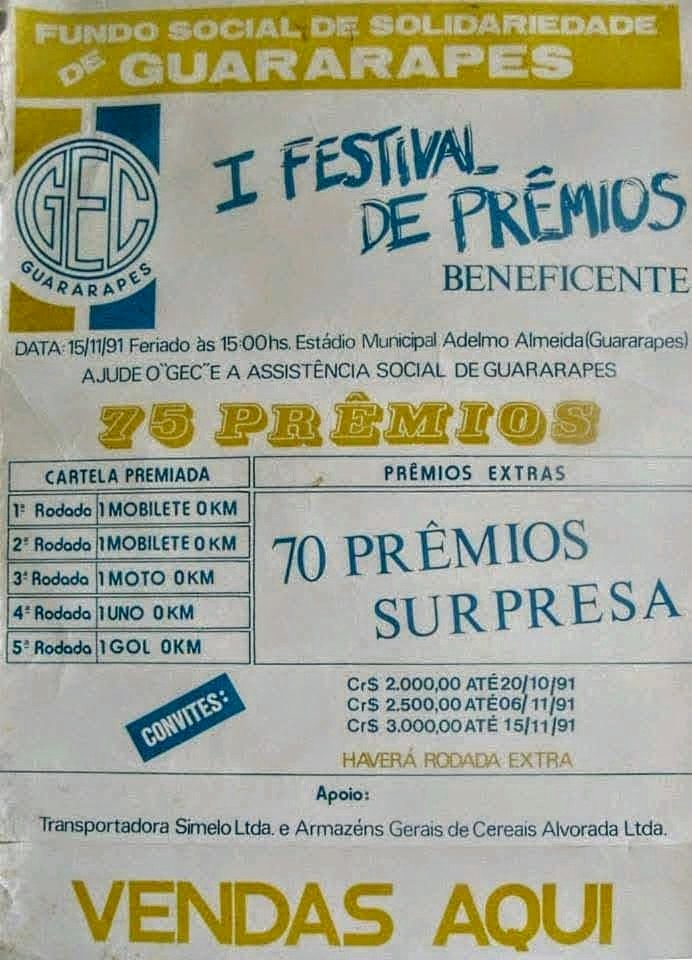 FUNDO SOCIAL DE SOLIDARIEDADE
DE GUARARAPES
GEC
GUARARAPES
I FESTIVAL
DE PRÊMIOS
BENEFICENTE
DATA: 15/11/91 Feriado às 15:00hs. Estádio Municipal Adelmo Almeida(Guararapes)
AJUDE O "GEC" E A ASSISTÊNCIA SOCIAL DE GUARARAPES
75 PRÊMIOS
CARTELA PREMIADA
1ª Rodada 1 MOBILETE 0 KM
2ª Rodada 1 MOBILETE 0 KM
3ª Rodada 1 MOTO 0 KM
4ª Rodada 1 UNO 0 KM
5ª Rodada 1 GOL 0 KM
PRÊMIOS EXTRAS
70 PRÊMIOS
SURPRESA
CONVITES:
Cr$ 2.000,00 ATÉ 20/10/91
Cr$ 2.500,00 ATÉ 06/11/91
Cr$ 3.000,00 ATÉ 15/11/91
HAVERÁ RODADA EXTRA
Apoio:
Transportadora Simelo Ltda. e Armazéns Gerais de Cereais Alvorada Ltda.
VENDAS AQUI